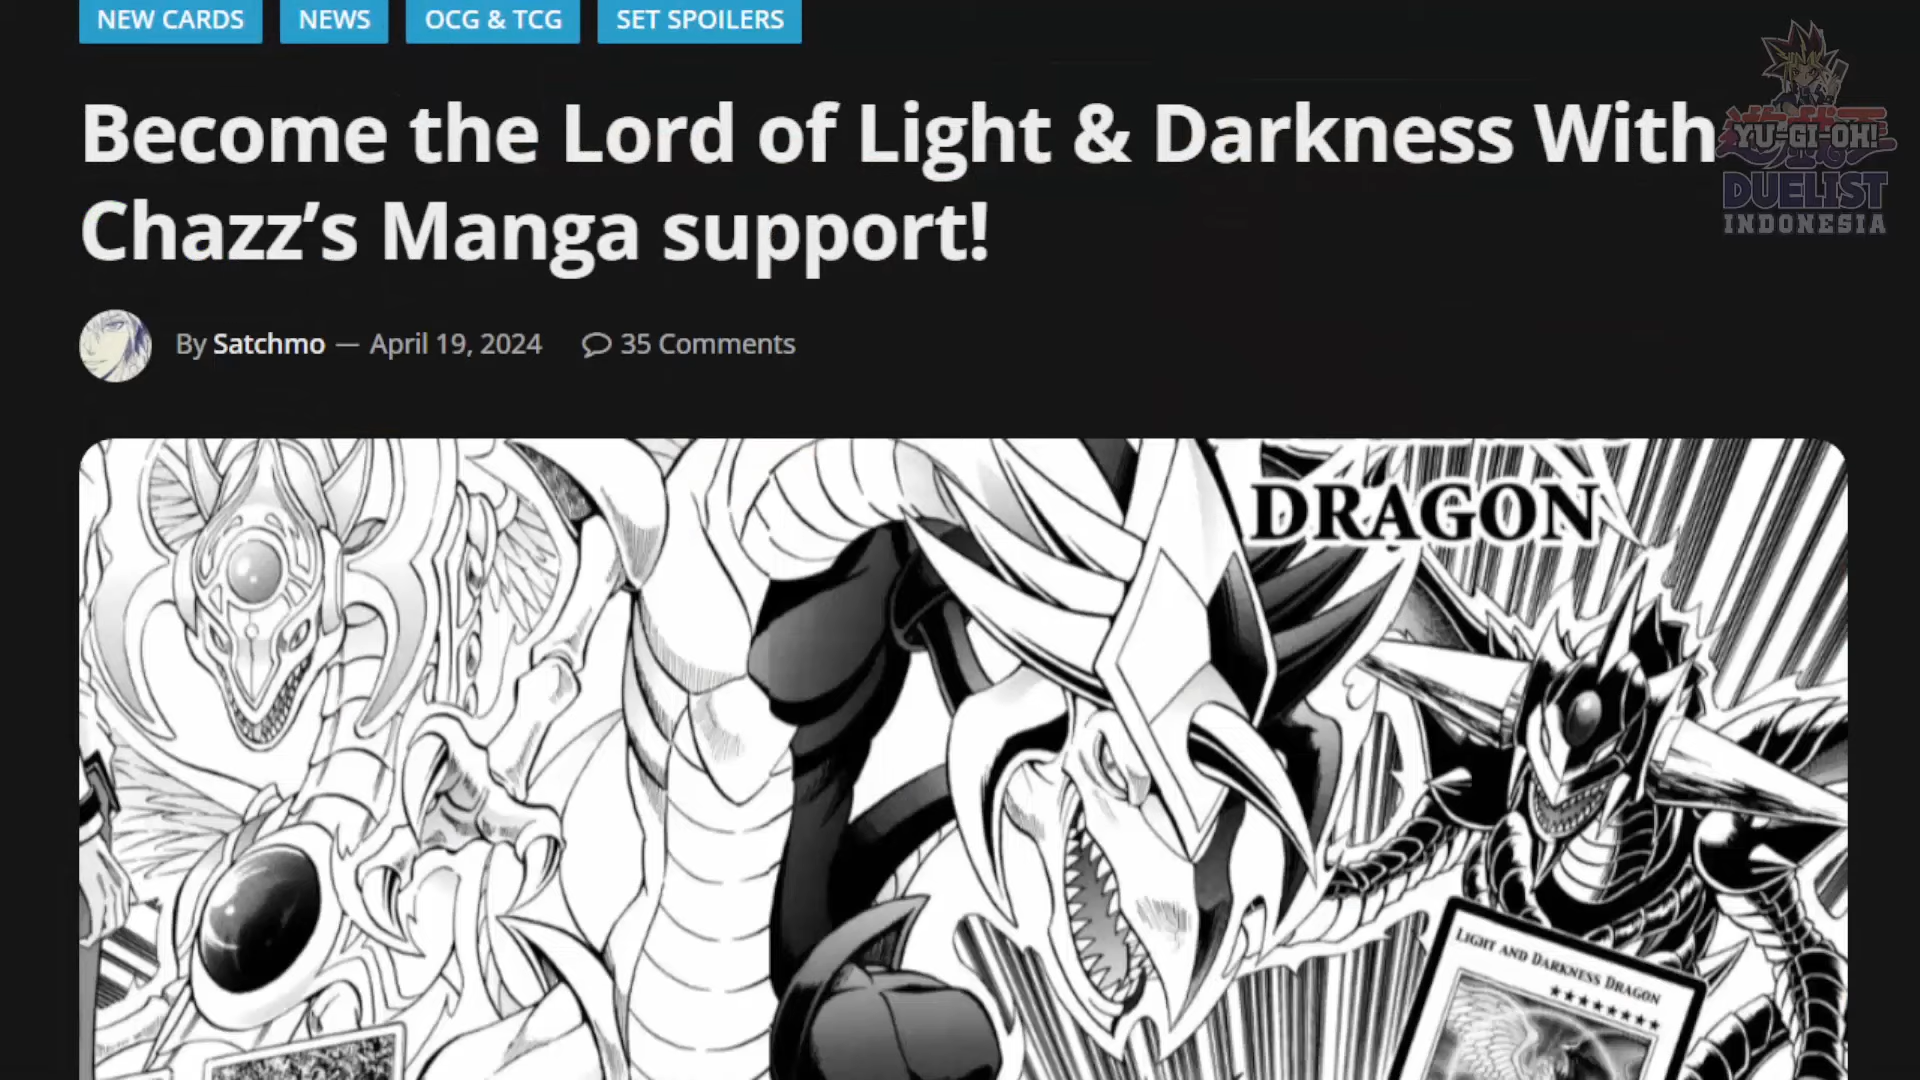 NEW CARDS
NEWS
OCG & TCG
SET SPOILERS
Become the Lord of Light & Darkness With
Chazz’s Manga support!
YU-GI-OH!
DUELIST
INDONESIA
By Satchmo — April 19, 2024
35 Comments
DRAGON
LIGHT AND DARKNESS DRAGON